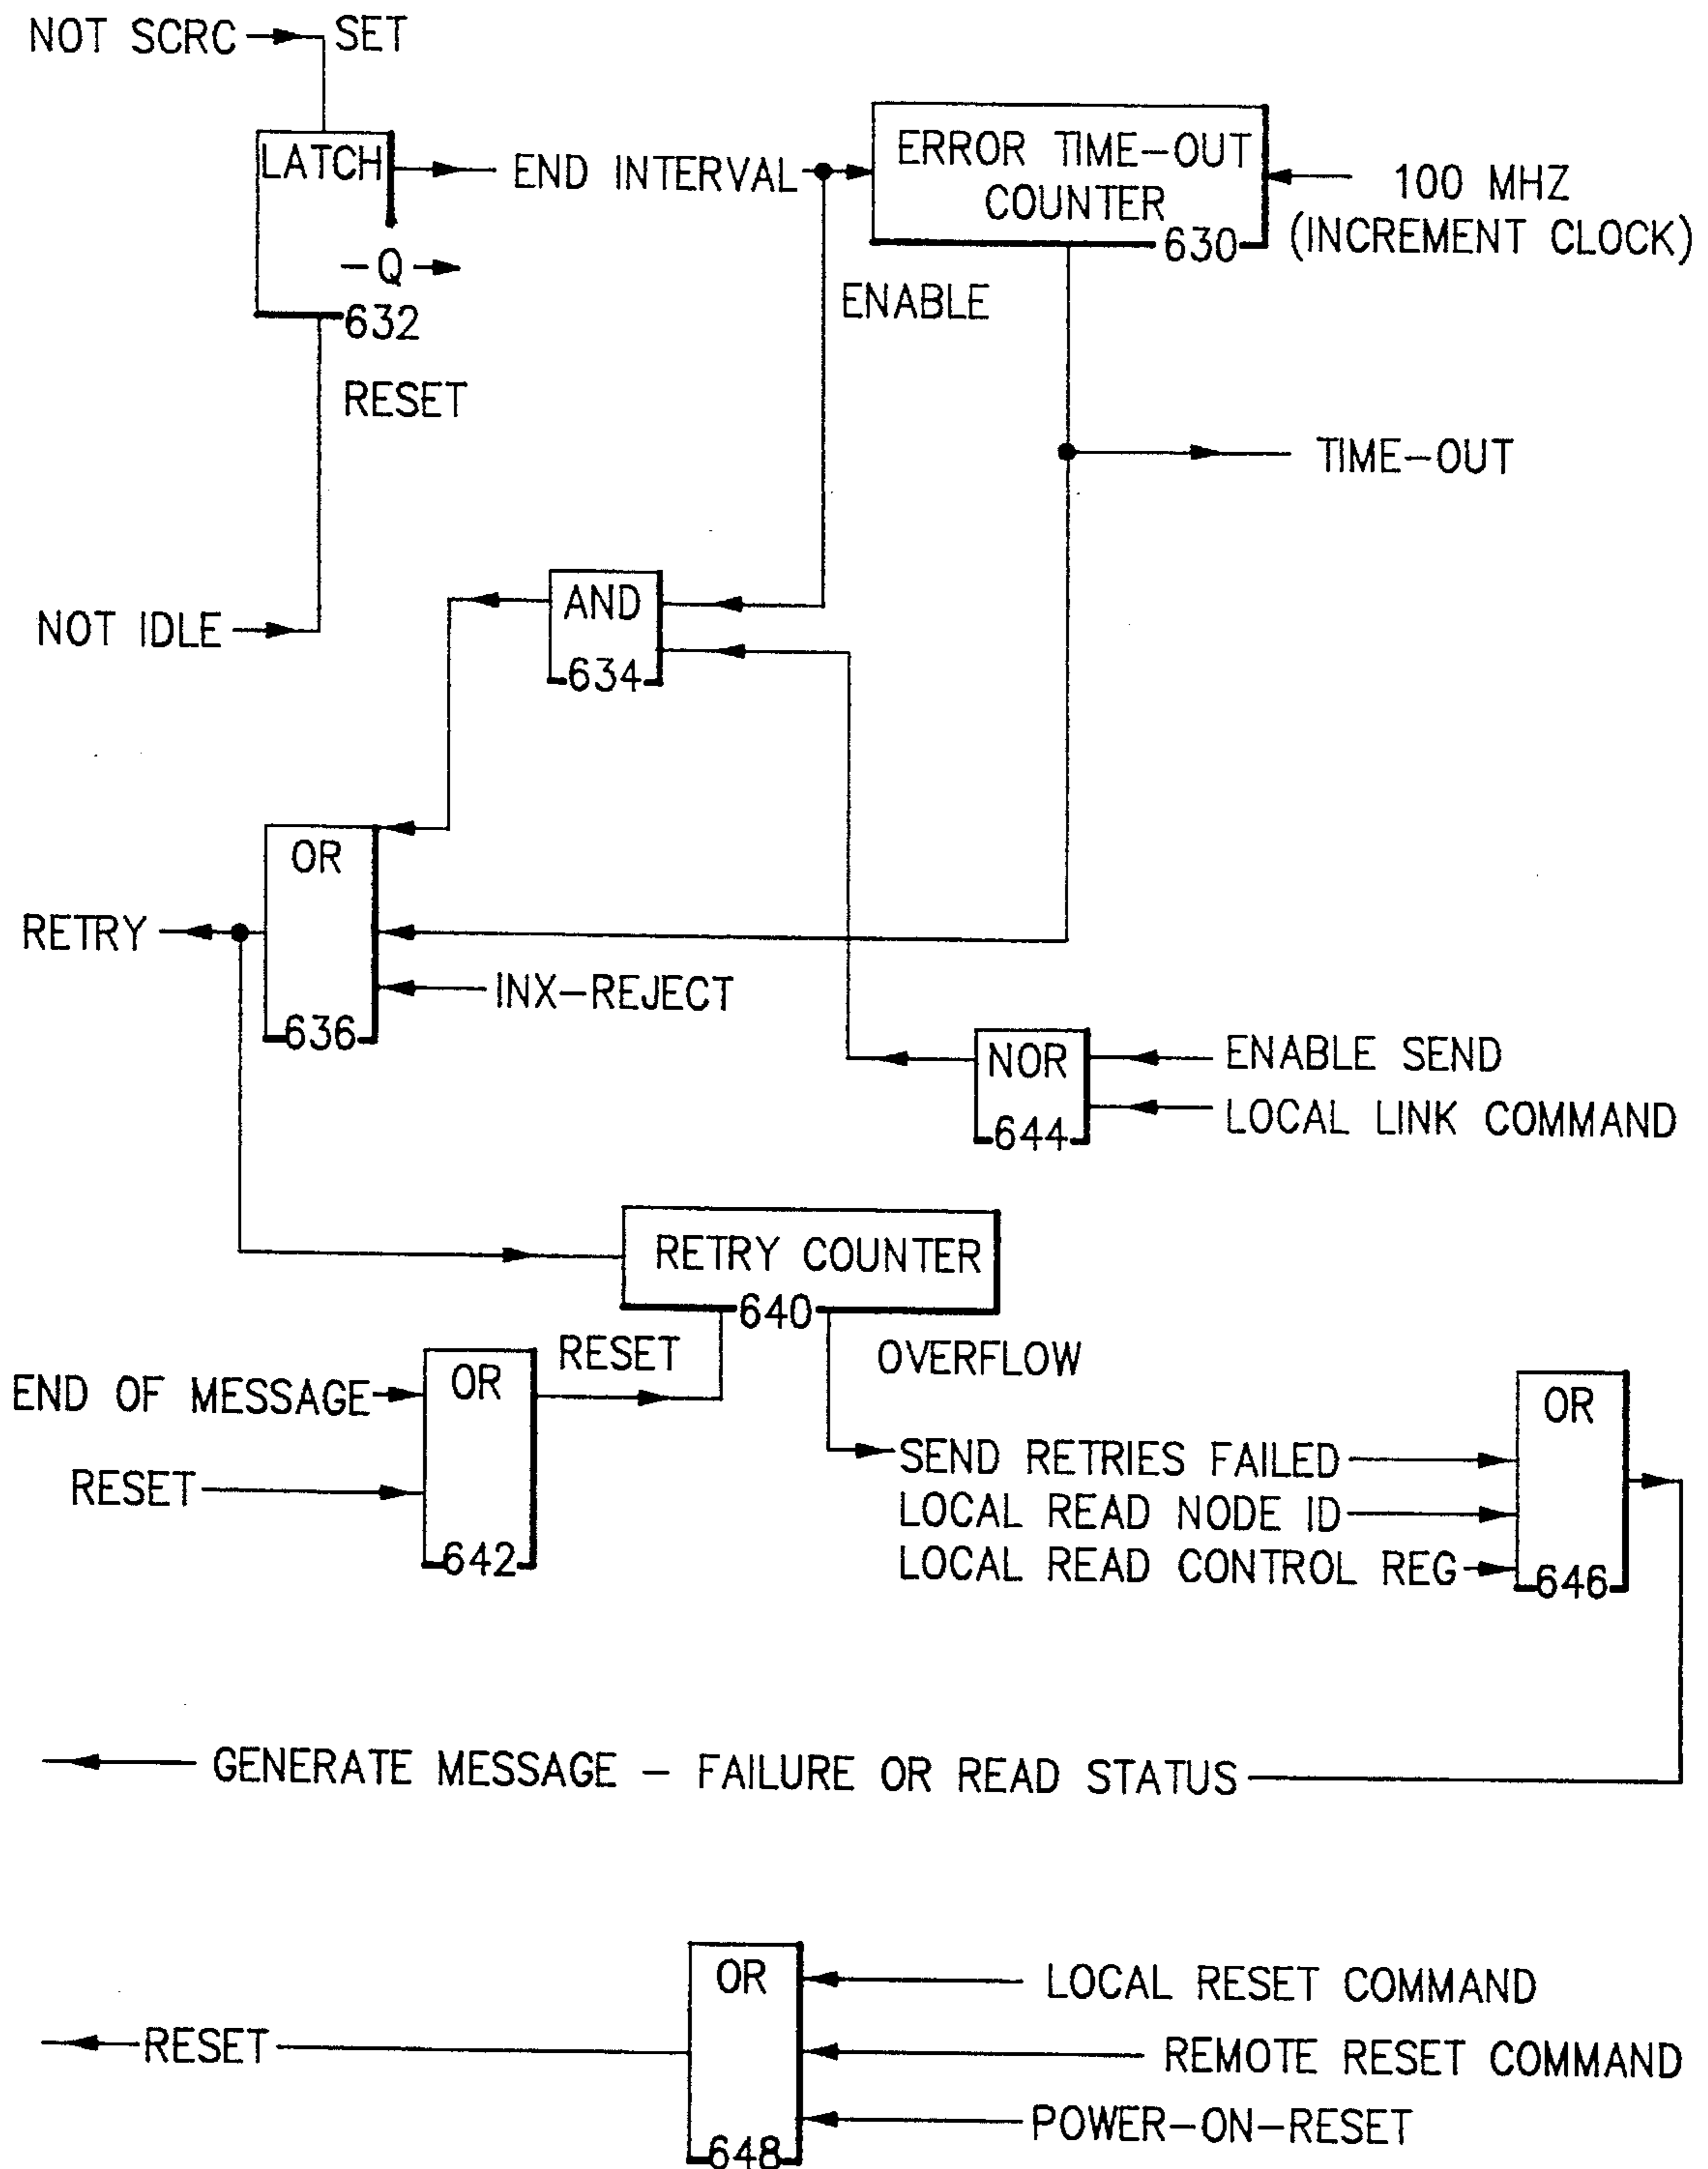 NOT SCRC
SET
LATCH
-Q
632
RESET
END INTERVAL
ERROR TIME-OUT
COUNTER
630
100 MHZ
(INCREMENT CLOCK)
ENABLE
TIME-OUT
NOT IDLE
AND
634
OR
636
RETRY
INX-REJECT
NOR
644
ENABLE SEND
LOCAL LINK COMMAND
RETRY COUNTER
640
RESET
OVERFLOW
END OF MESSAGE
RESET
OR
642
SEND RETRIES FAILED
LOCAL READ NODE ID
LOCAL READ CONTROL REG
OR
646
GENERATE MESSAGE - FAILURE OR READ STATUS
OR
648
LOCAL RESET COMMAND
REMOTE RESET COMMAND
POWER-ON-RESET
RESET